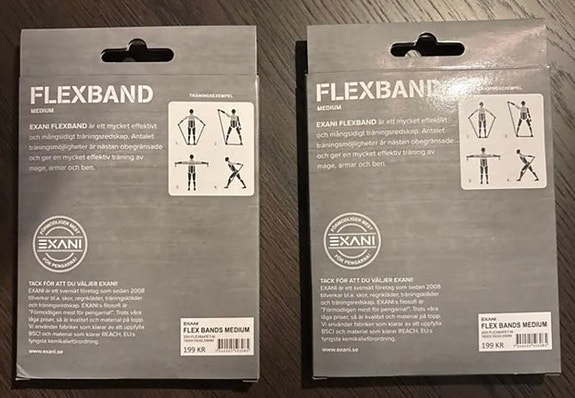 FLEXBAND
MEDIUM
TRÄNINGSEXEMPEL
EXANI FLEXBAND är ett mycket effektivt
och mångsidigt träningsredskap. Antalet
träningsmöjligheter är nästan obegränsade
och ger en mycket effektiv träning av
mage, armar och ben.
1.
2.
3.
4.
FÖRMODLIGEN MEST
EXANI
FÖR PENGARNA!
TACK FÖR ATT DU VÄLJER EXANI!
EXANI är ett svenskt företag som sedan 2008
tillverkar bl.a. skor, regnkläder, träningskläder
och träningsredskap. EXANI's filosofi är
"Förmodligen mest för pengarna!". Trots våra
låga priser, så är kvalitet och material på topp.
Vi använder fabriker som klarar att uppfylla
BSCI och material som klarar REACH, EU:s
tyngsta kemikalieförordning.
www.exani.se
EXANI
FLEX BANDS MEDIUM
199 KR
FLEXBAND
MEDIUM
TRÄNINGSEXEMPEL
EXANI FLEXBAND är ett mycket effektivt
och mångsidigt träningsredskap. Antalet
träningsmöjligheter är nästan obegränsade
och ger en mycket effektiv träning av
mage, armar och ben.
1.
2.
3.
4.
FÖRMODLIGEN MEST
EXANI
FÖR PENGARNA!
TACK FÖR ATT DU VÄLJER EXANI!
EXANI är ett svenskt företag som sedan 2008
tillverkar bl.a. skor, regnkläder, träningskläder
och träningsredskap. EXANI's filosofi är
"Förmodligen mest för pengarna!". Trots våra
låga priser, så är kvalitet och material på topp.
Vi använder fabriker som klarar att uppfylla
BSCI och material som klarar REACH, EU:s
tyngsta kemikalieförordning.
www.exani.se
EXANI
FLEX BANDS MEDIUM
199 KR